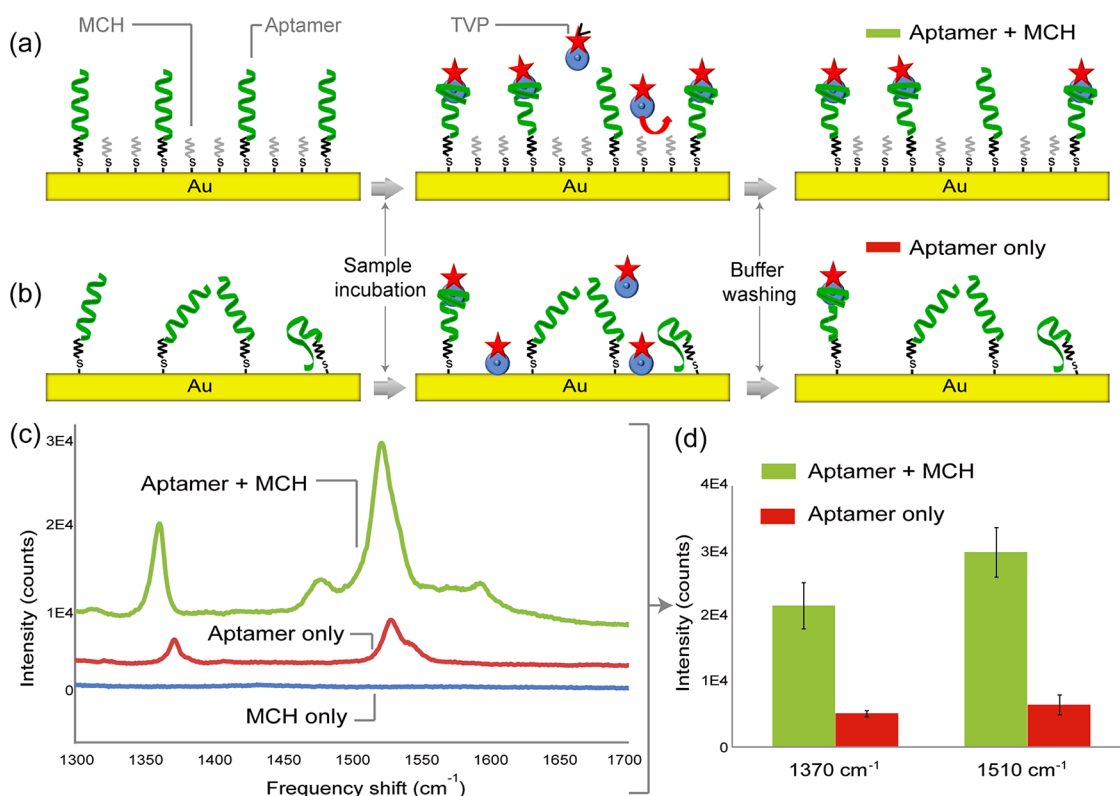 MCH
Aptamer
TVP
(a)
Aptamer + MCH
S S S S S S S S S S
Au
S S S S S S S S S S
Au
S S S S S S S S S S
Au
Sample
incubation
Buffer
washing
Aptamer only
(b)
S S S S
Au
S S S S
Au
S S S S
Au
(c)
3E4
2E4
1E4
0
Intensity (counts)
Aptamer + MCH
Aptamer only
MCH only
1300 1350 1400 1450 1500 1550 1600 1650 1700
Frequency shift (cm⁻¹)
(d)
Aptamer + MCH
Aptamer only
4E4
3E4
2E4
1E4
0
Intensity (counts)
1370 cm⁻¹
1510 cm⁻¹